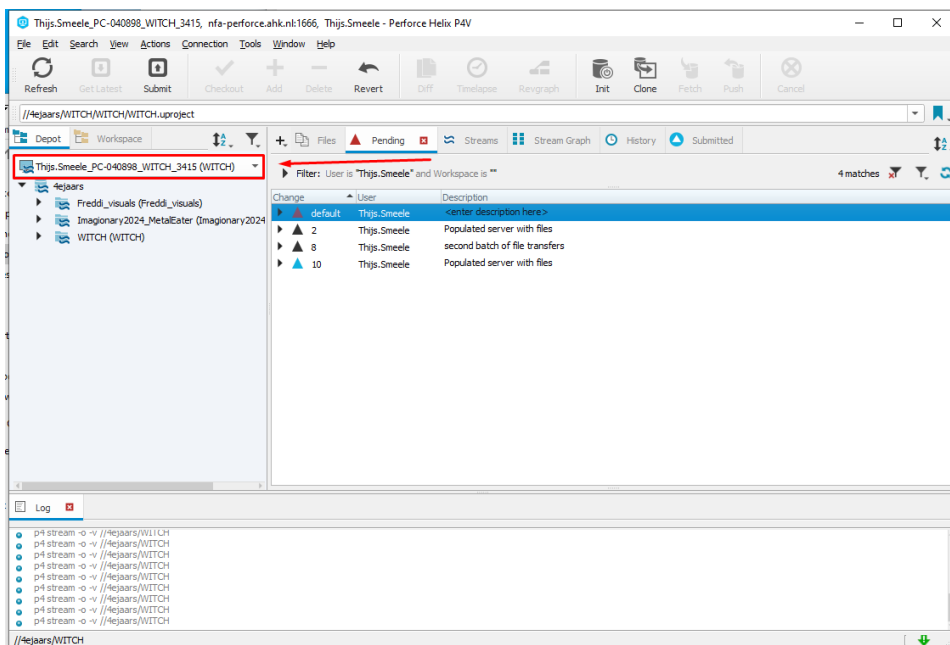 Thijs.Smeele_PC-040898_WITCH_3415, nfa-perforce.ahk.nl:1666, Thijs.Smeele - Perforce Helix P4V
File Edit Search View Actions Connection Tools Window Help
Refresh Get Latest Submit Checkout Add Delete Revert Diff Timelapse Revgraph Init Clone Fetch Push Cancel
//4ejaars/WITCH/WITCH/WITCH.uproject
Depot Workspace Files Pending Streams Stream Graph History Submitted
Thijs.Smeele_PC-040898_WITCH_3415 (WITCH)
Filter: User is "Thijs.Smeele" and Workspace is ""
4 matches
4ejaars
Freddi_visuals (Freddi_visuals)
Imagionary2024_MetalEater (Imagionary2024
WITCH (WITCH)
Change User Description
default Thijs.Smeele <enter description here>
2 Thijs.Smeele Populated server with files
8 Thijs.Smeele second batch of file transfers
10 Thijs.Smeele Populated server with files
Log
p4 stream -o -v //4ejaars/WITCH
p4 stream -o -v //4ejaars/WITCH
p4 stream -o -v //4ejaars/WITCH
p4 stream -o -v //4ejaars/WITCH
p4 stream -o -v //4ejaars/WITCH
p4 stream -o -v //4ejaars/WITCH
p4 stream -o -v //4ejaars/WITCH
p4 stream -o -v //4ejaars/WITCH
p4 stream -o -v //4ejaars/WITCH
//4ejaars/WITCH